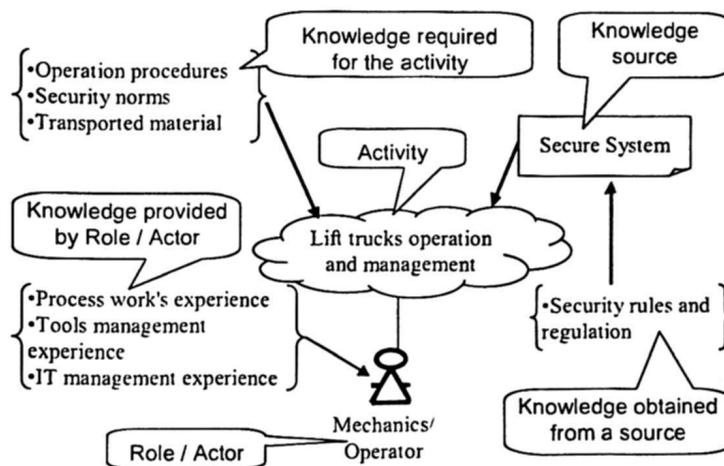 Knowledge required
for the activity
Knowledge
source
•Operation procedures
•Security norms
•Transported material
Activity
Secure System
Knowledge provided
by Role / Actor
Lift trucks operation
and management
•Process work's experience
•Tools management
experience
•IT management experience
•Security rules and
regulation
Mechanics/
Operator
Role / Actor
Knowledge obtained
from a source